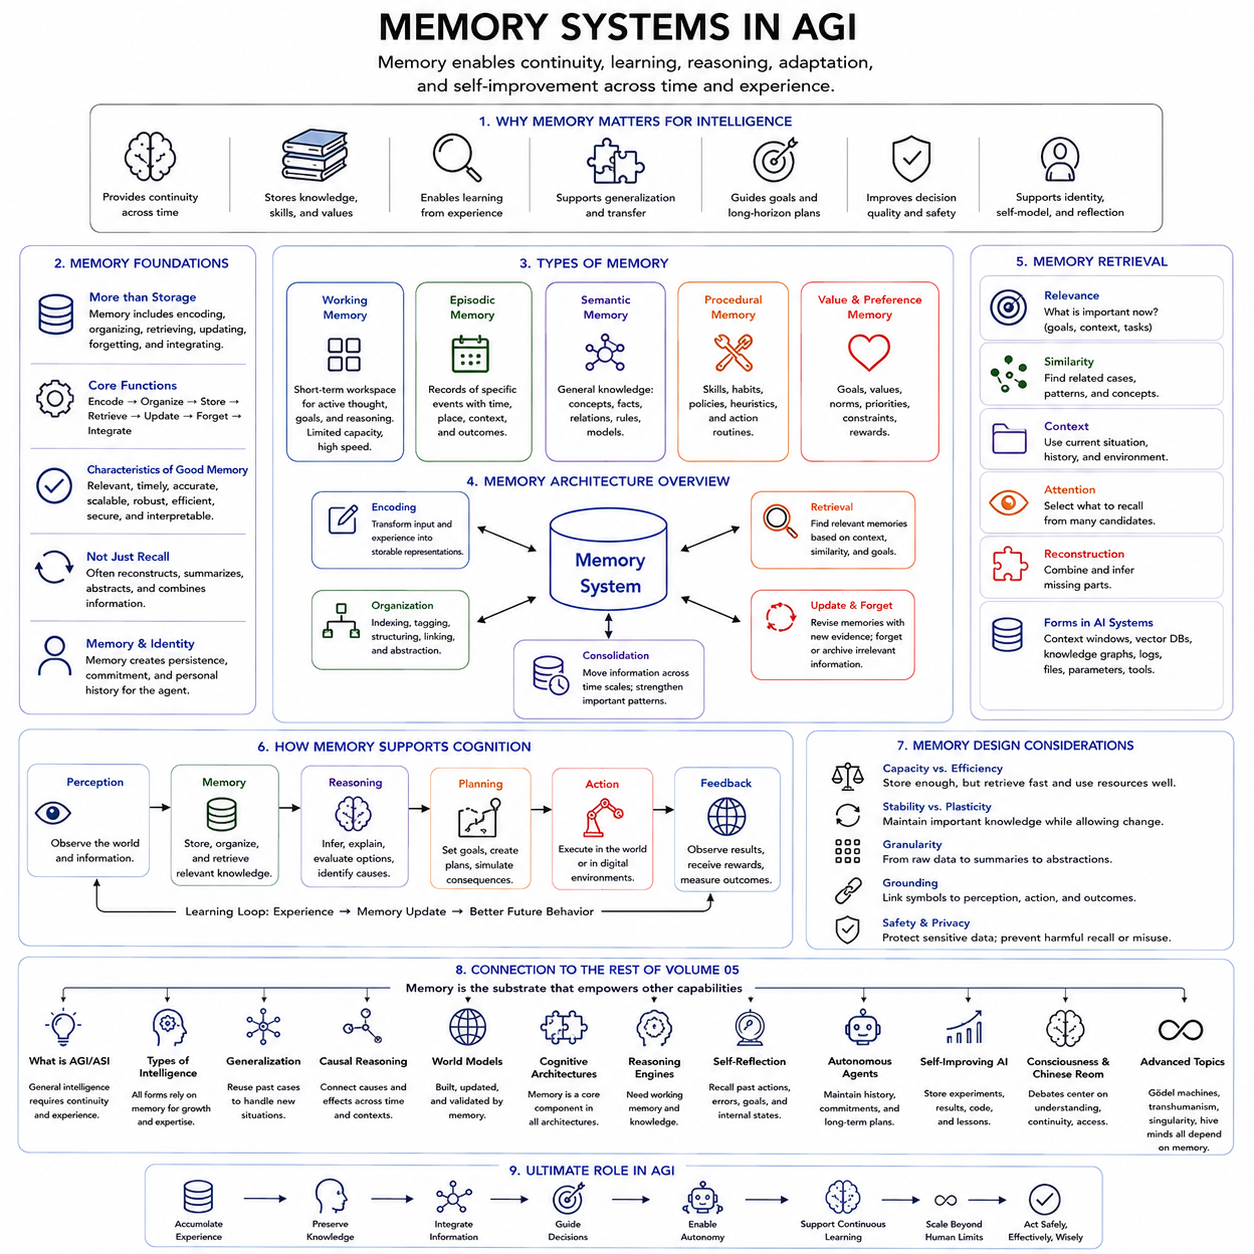 MEMORY SYSTEMS IN AGI
Memory enables continuity, learning, reasoning, adaptation,
and self-improvement across time and experience.
1. WHY MEMORY MATTERS FOR INTELLIGENCE
Provides continuity
across time
Stores knowledge,
skills, and values
Enables learning
from experience
Supports generalization
and transfer
Guides goals and
long-horizon plans
Improves decision
quality and safety
Supports identity,
self-model, and reflection
2. MEMORY FOUNDATIONS
More than Storage
Memory includes encoding,
organizing, retrieving, updating,
forgetting, and integrating.
Core Functions
Encode → Organize → Store →
Retrieve → Update → Forget →
Integrate
Characteristics of Good Memory
Relevant, timely, accurate,
scalable, robust, efficient,
secure, and interpretable.
Not Just Recall
Often reconstructs, summarizes,
abstracts, and combines
information.
Memory & Identity
Memory creates persistence,
commitment, and personal
history for the agent.
3. TYPES OF MEMORY
Working
Memory
Short-term workspace
for active thought,
goals, and reasoning.
Limited capacity,
high speed.
Episodic
Memory
Records of specific
events with time,
place, context,
and outcomes.
Semantic
Memory
General knowledge:
concepts, facts,
relations, rules,
models.
Procedural
Memory
Skills, habits,
policies, heuristics,
and action
routines.
Value & Preference
Memory
Goals, values,
norms, priorities,
constraints,
rewards.
4. MEMORY ARCHITECTURE OVERVIEW
Encoding
Transform input and
experience into
storable representations.
Organization
Indexing, tagging,
structuring, linking,
and abstraction.
Memory
System
Consolidation
Move information across
time scales; strengthen
important patterns.
Retrieval
Find relevant memories
based on context,
similarity, and goals.
Update & Forget
Revise memories with
new evidence; forget
or archive irrelevant
information.
5. MEMORY RETRIEVAL
Relevance
What is important now?
(goals, context, tasks)
Similarity
Find related cases,
patterns, and concepts.
Context
Use current situation,
history, and environment.
Attention
Select what to recall
from many candidates.
Reconstruction
Combine and infer
missing parts.
Forms in AI Systems
Context windows, vector DBs,
knowledge graphs, logs,
files, parameters, tools.
6. HOW MEMORY SUPPORTS COGNITION
Perception
Observe the world
and information.
Memory
Store, organize,
and retrieve
relevant knowledge.
Reasoning
Infer, explain,
evaluate options,
identify causes.
Planning
Set goals, create
plans, simulate
consequences.
Action
Execute in the world
or in digital
environments.
Feedback
Observe results,
receive rewards,
measure outcomes.
Learning Loop: Experience → Memory Update → Better Future Behavior
7. MEMORY DESIGN CONSIDERATIONS
Capacity vs. Efficiency
Store enough, but retrieve fast and use resources well.
Stability vs. Plasticity
Maintain important knowledge while allowing change.
Granularity
From raw data to summaries to abstractions.
Grounding
Link symbols to perception, action, and outcomes.
Safety & Privacy
Protect sensitive data; prevent harmful recall or misuse.
8. CONNECTION TO THE REST OF VOLUME 05
Memory is the substrate that empowers other capabilities
What is AGI/ASI
General intelligence
requires continuity
and experience.
Types of
Intelligence
All forms rely on
memory for growth
and expertise.
Generalization
Reuse past cases
to handle new
situations.
Causal Reasoning
Connect causes and
effects across time
and contexts.
World Models
Built, updated,
and validated by
memory.
Cognitive
Architectures
Memory is a core
component in
all architectures.
Reasoning
Engines
Need working
memory and
knowledge.
Self-Reflection
Recall past actions,
errors, goals, and
internal states.
Autonomous
Agents
Maintain history,
commitments, and
long-term plans.
Self-Improving AI
Store experiments,
results, code,
and lessons.
Consciousness &
Chinese Reom
Debates center on
understanding,
continuity, access.
Advanced Topics
Gödel machines,
transhumanism,
singularity, hive
minds all depend
on memory.
9. ULTIMATE ROLE IN AGI
Accumulate
Experience
Preserve
Knowledge
Integrate
Information
Guide
Decisions
Enable
Autonomy
Support Continuous
Learning
Scale Beyond
Human Limits
Act Safely,
Effectively, Wisely